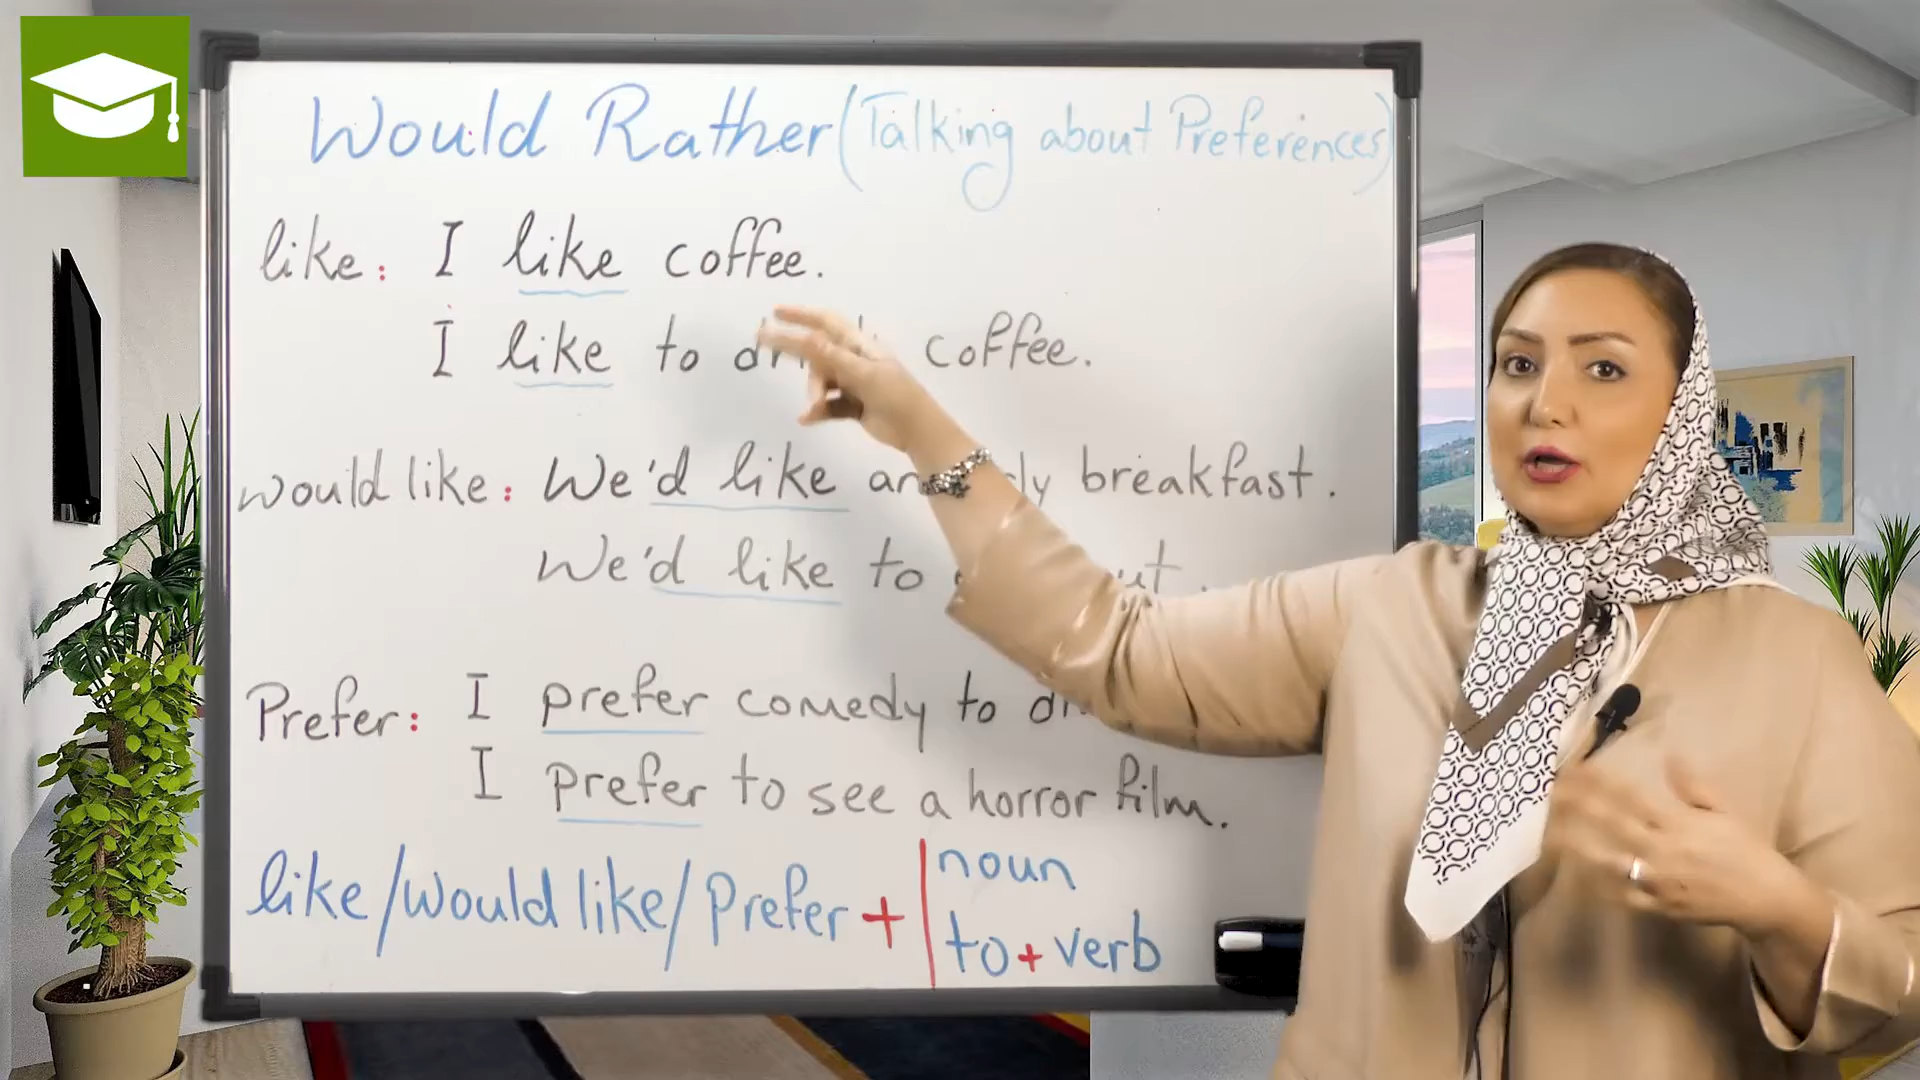 Would Rather (Talking about Preferences)
like: I like coffee.
I like to coffee.
would like: We'd like breakfast.
We'd like to
Prefer: I prefer comedy to
I prefer to see a horror film.
like/would like/Prefer + noun
to + verb